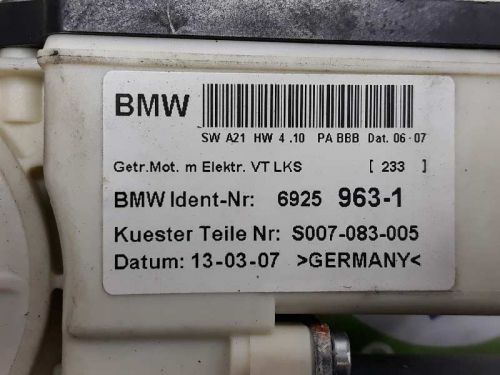 BMW
SW A21 HW 4 .10 PA BBB Dat. 06-07
Getr.Mot. m Elektr. VT LKS [ 233 ]
BMW Ident-Nr: 6925 963-1
Kuester Teile Nr: S007-083-005
Datum: 13-03-07 >GERMANY<